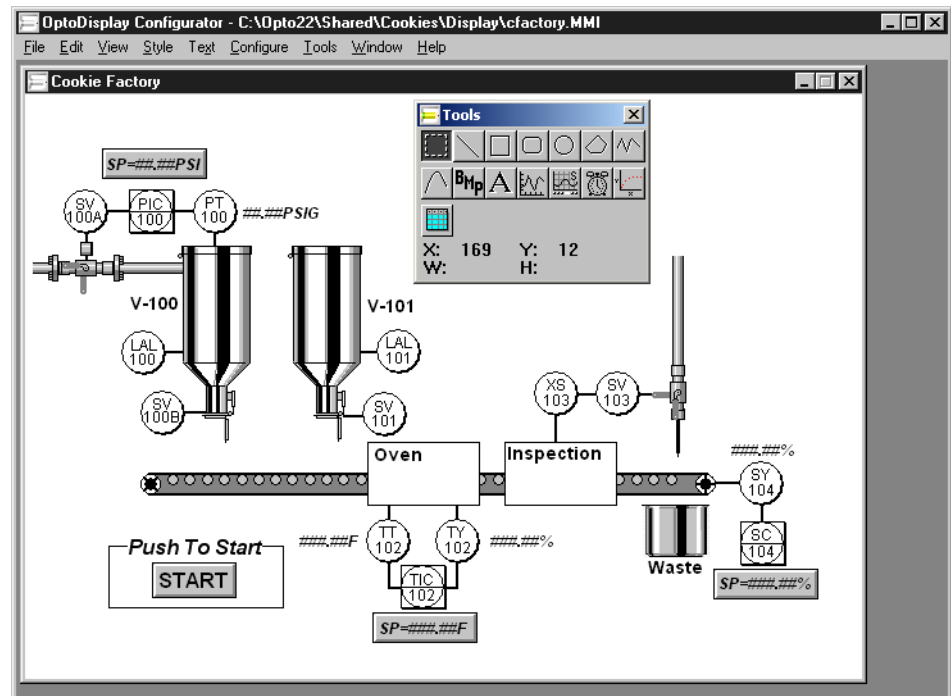 OptoDisplay Configurator - C:\Opto22\Shared\Cookies\Display\cfactory.MMI
File Edit View Style Text Configure Tools Window Help
Cookie Factory
Tools
BMp A
X: 169 Y: 12
W: H:
SP=##.##PSI
SV 100A
PIC 100
PT 100
##.##PSIG
V-100
V-101
LAL 100
LAL 101
SV 100B
SV 101
XS 103
SV 103
Oven
Inspection
###.##%
SY 104
###.##F
TT 102
TY 102
###.##%
SC 104
Push To Start
START
TIC 102
Waste
SP=###.##%
SP=###.##F